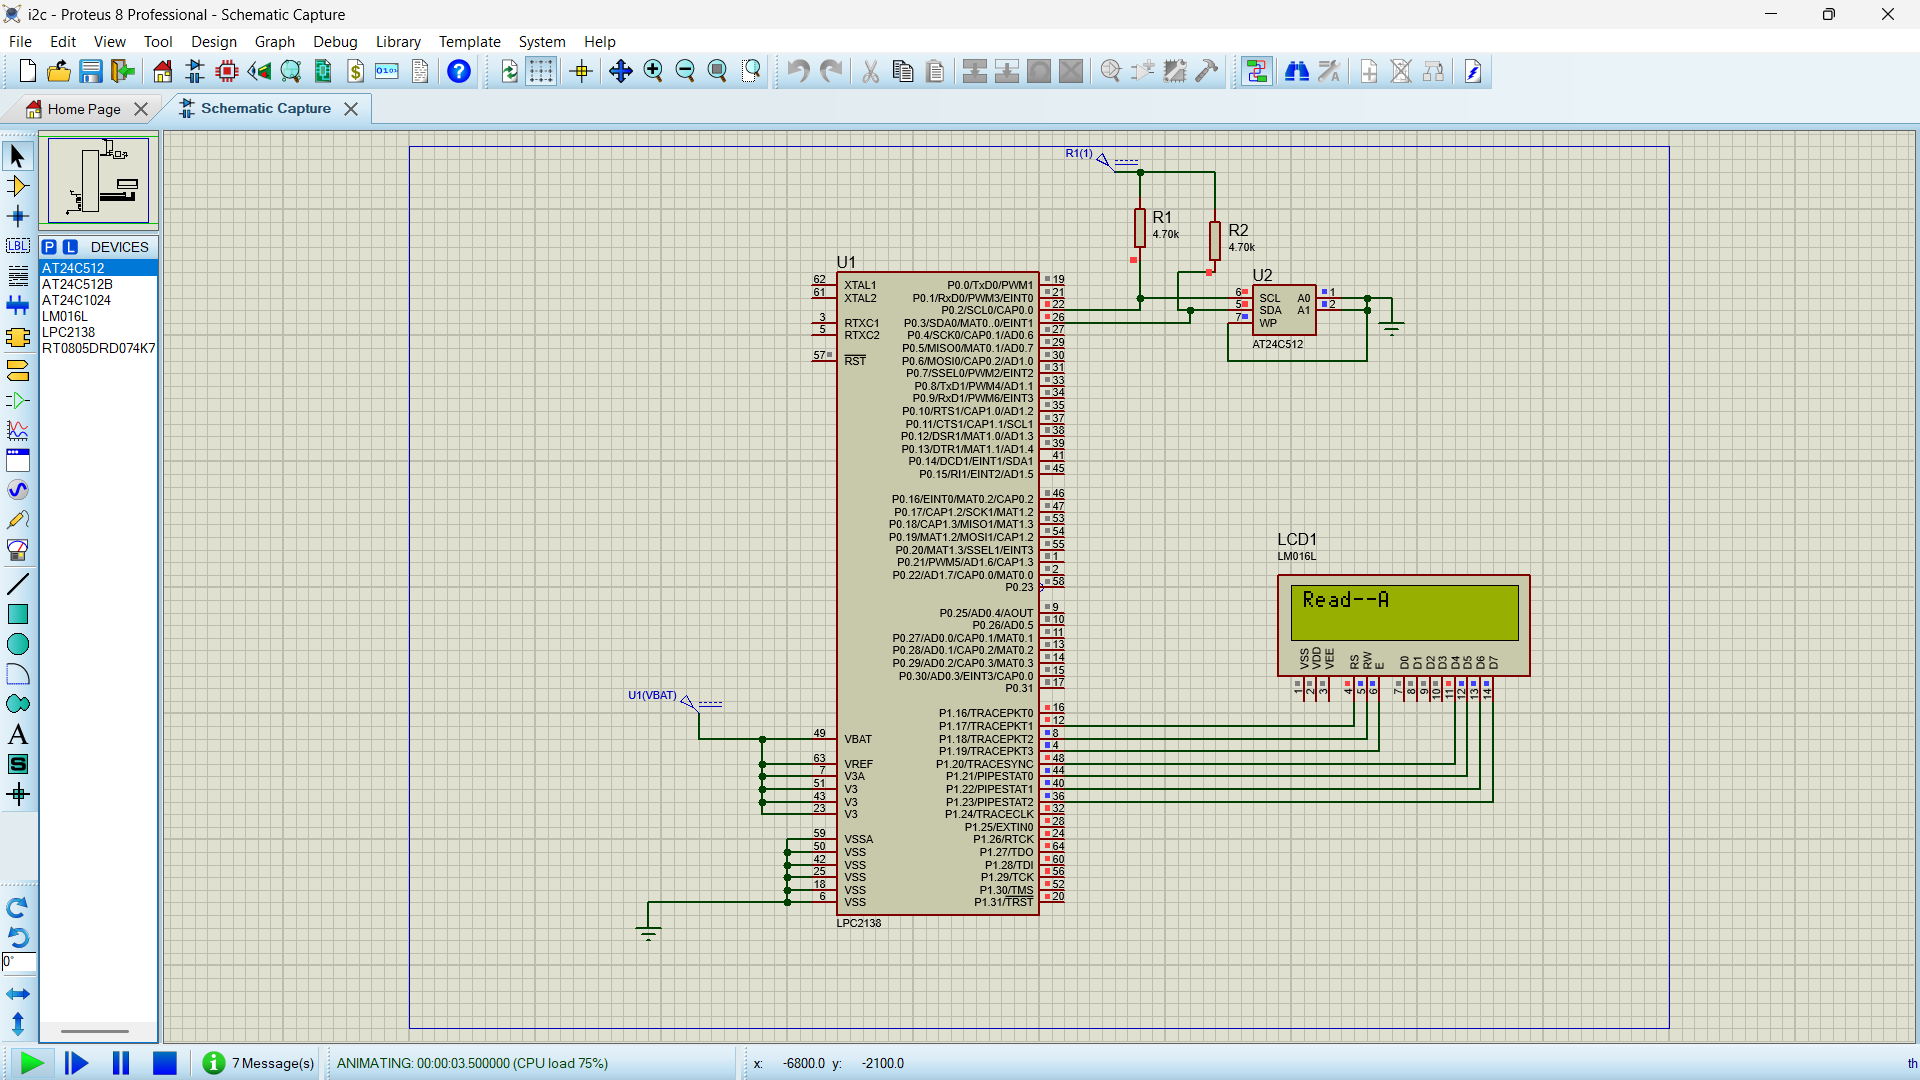 i2c - Proteus 8 Professional - Schematic Capture
File Edit View Tool Design Graph Debug Library Template System Help
Home Page
Schematic Capture
P L DEVICES
AT24C512
AT24C512B
AT24C1024
LM016L
LPC2138
RT0805DRD074K7
LBL
A
S
0°
R1(1)
R1
4.70k
R2
4.70k
U2
6 SCL A0 1
5 SDA A1 2
7 WP
AT24C512
U1
62 XTAL1 P0.0/TxD0/PWM1 19
61 XTAL2 P0.1/RxD0/PWM3/EINT0 21
P0.2/SCL0/CAP0.0 22
3 RTXC1 P0.3/SDA0/MAT0..0/EINT1 26
5 RTXC2 P0.4/SCK0/CAP0.1/AD0.6 27
P0.5/MISO0/MAT0.1/AD0.7 29
57 RST P0.6/MOSI0/CAP0.2/AD1.0 30
P0.7/SSEL0/PWM2/EINT2 31
P0.8/TxD1/PWM4/AD1.1 33
P0.9/RxD1/PWM6/EINT3 34
P0.10/RTS1/CAP1.0/AD1.2 35
P0.11/CTS1/CAP1.1/SCL1 37
P0.12/DSR1/MAT1.0/AD1.3 38
P0.13/DTR1/MAT1.1/AD1.4 39
P0.14/DCD1/EINT1/SDA1 41
P0.15/RI1/EINT2/AD1.5 45
P0.16/EINT0/MAT0.2/CAP0.2 46
P0.17/CAP1.2/SCK1/MAT1.2 47
P0.18/CAP1.3/MISO1/MAT1.3 53
P0.19/MAT1.2/MOSI1/CAP1.2 54
P0.20/MAT1.3/SSEL1/EINT3 55
P0.21/PWM5/AD1.6/CAP1.3 1
P0.22/AD1.7/CAP0.0/MAT0.0 2
P0.23 58
P0.25/AD0.4/AOUT 9
P0.26/AD0.5 10
P0.27/AD0.0/CAP0.1/MAT0.1 11
P0.28/AD0.1/CAP0.2/MAT0.2 13
P0.29/AD0.2/CAP0.3/MAT0.3 14
P0.30/AD0.3/EINT3/CAP0.0 15
P0.31 17
P1.16/TRACEPKT0 16
P1.17/TRACEPKT1 12
49 VBAT P1.18/TRACEPKT2 8
P1.19/TRACEPKT3 4
63 VREF P1.20/TRACESYNC 48
7 V3A P1.21/PIPESTAT0 44
51 V3 P1.22/PIPESTAT1 40
43 V3 P1.23/PIPESTAT2 36
23 V3 P1.24/TRACECLK 32
P1.25/EXTIN0 28
59 VSSA P1.26/RTCK 24
50 VSS P1.27/TDO 64
42 VSS P1.28/TDI 60
25 VSS P1.29/TCK 56
18 VSS P1.30/TMS 52
6 VSS P1.31/TRST 20
LPC2138
U1(VBAT)
LCD1
LM016L
Read--A
VSS VDD VEE RS RW E D0 D1 D2 D3 D4 D5 D6 D7
1 2 3 4 5 6 7 8 9 10 11 12 13 14
7 Message(s)
ANIMATING: 00:00:03.500000 (CPU load 75%)
x: -6800.0 y: -2100.0
th